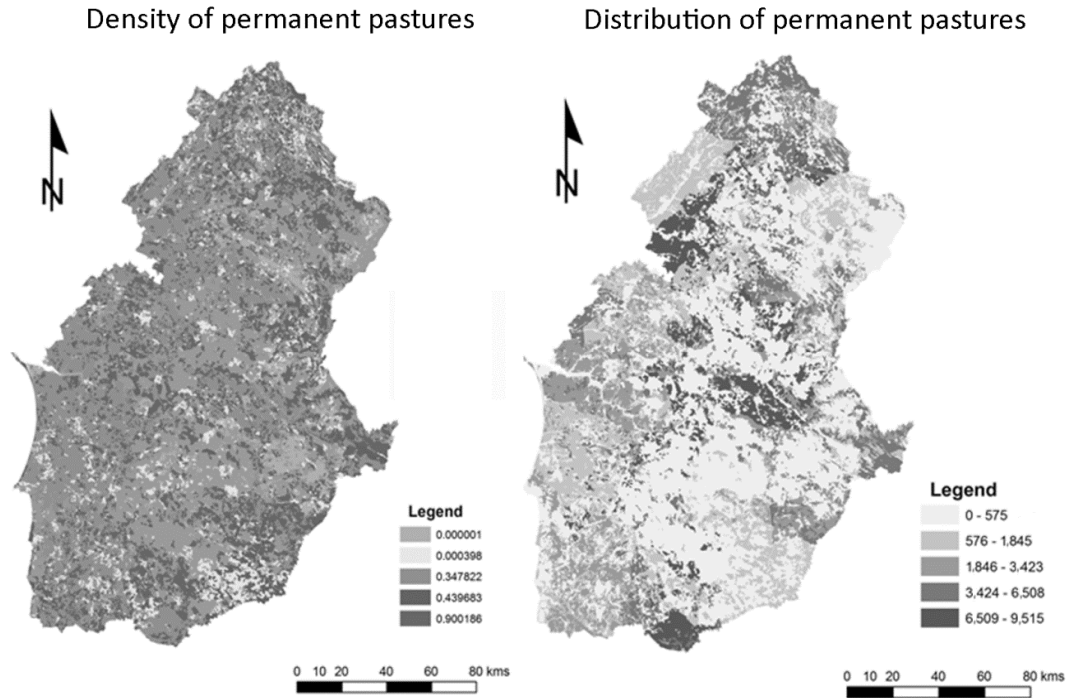 Density of permanent pastures
Distribution of permanent pastures
N
N
Legend
0.000001
0.000398
0.347822
0.439683
0.900186
Legend
0 - 575
576 - 1,845
1,846 - 3,423
3,424 - 6,508
6,509 - 9,515
0 10 20 40 60 80 kms
0 10 20 40 60 80 kms